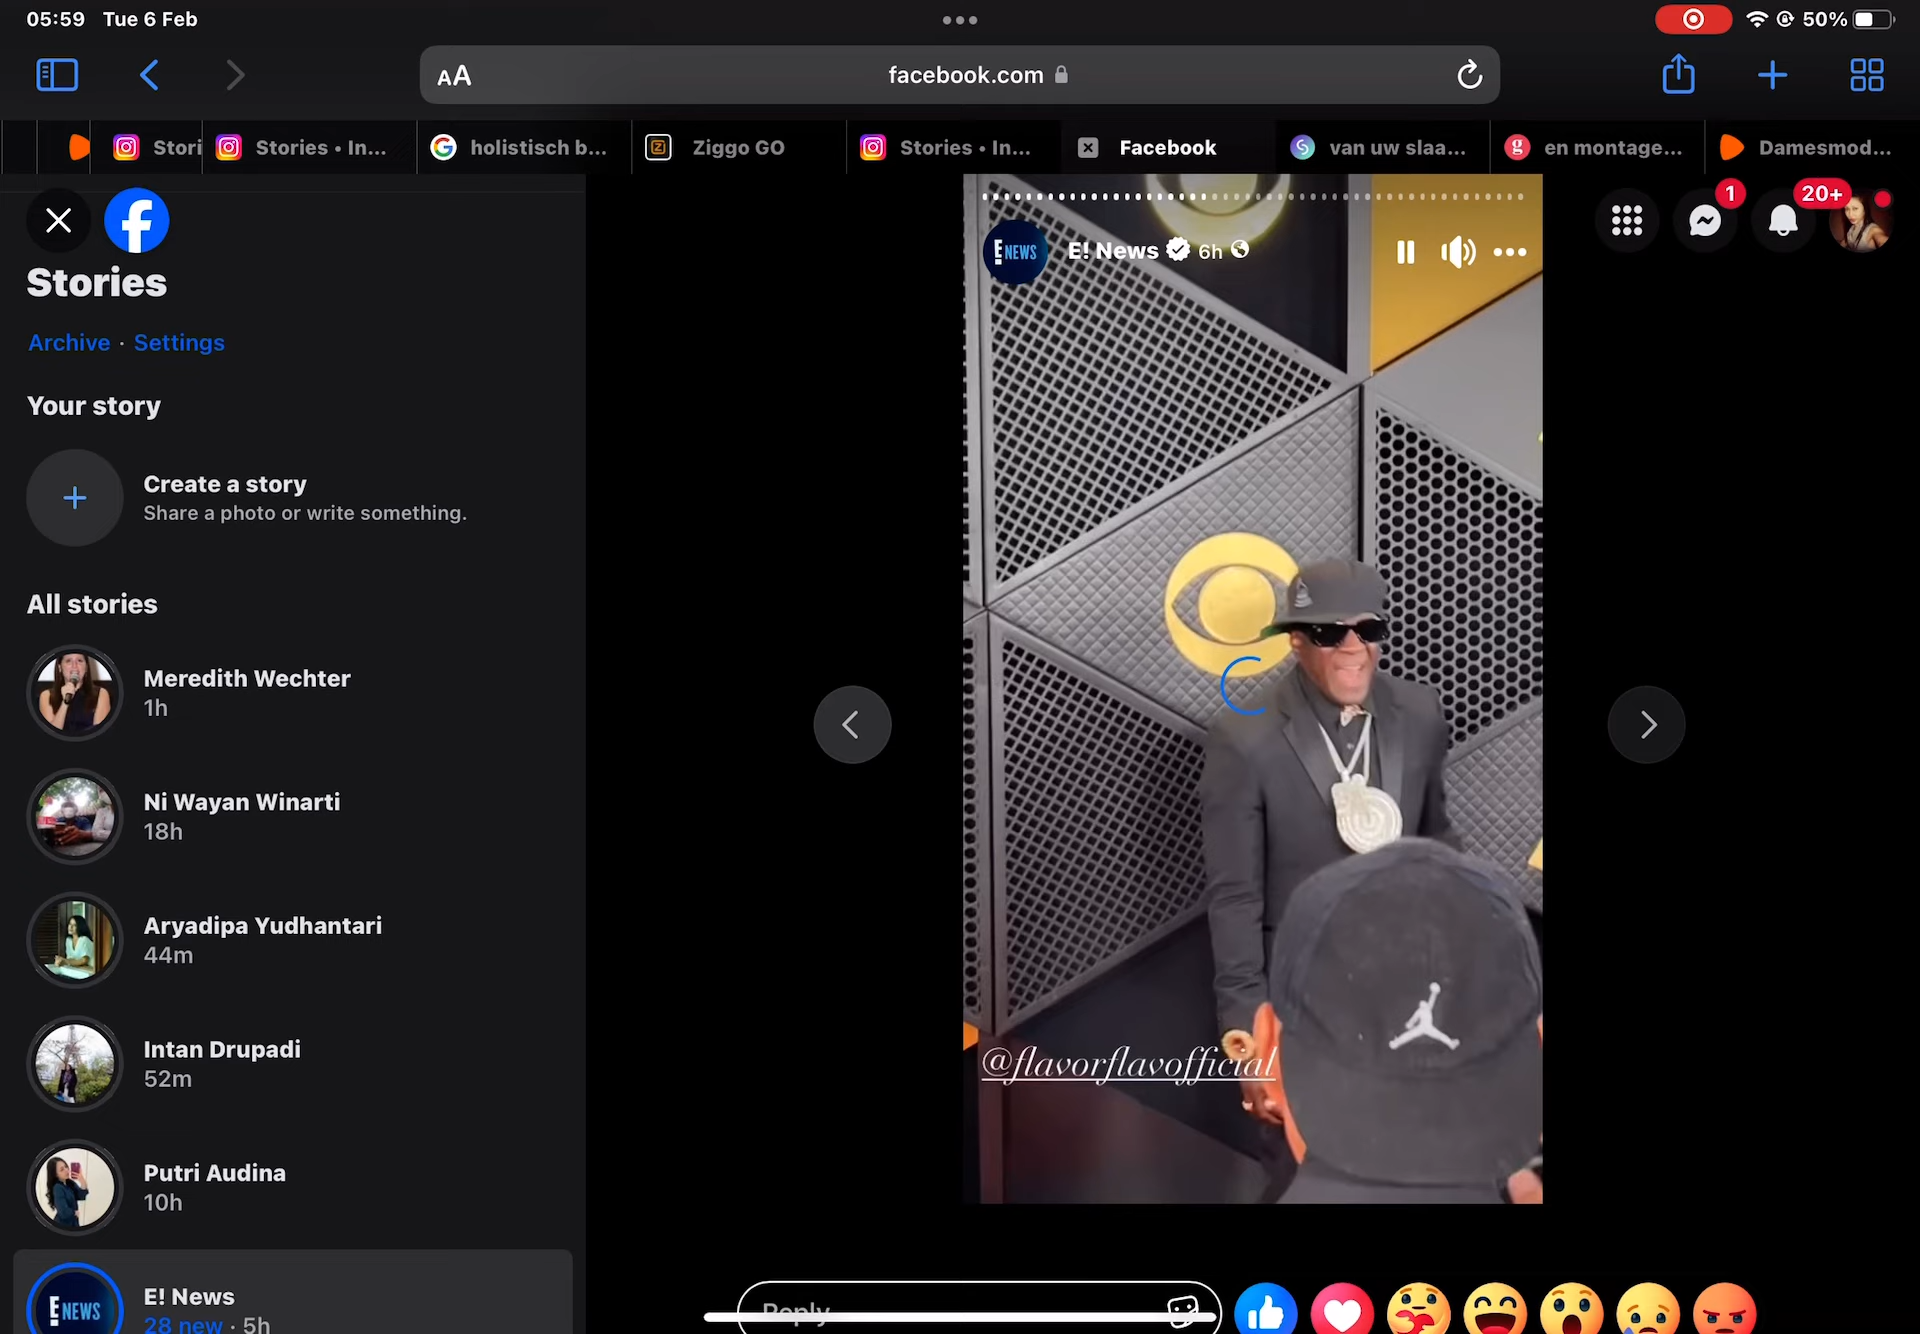 05:59 Tue 6 Feb
50%
AA facebook.com
Stori
Stories • In...
holistisch b...
Ziggo GO
Stories • In...
Facebook
van uw slaa...
en montage...
Damesmod...
Stories
Archive · Settings
Your story
Create a story
Share a photo or write something.
All stories
Meredith Wechter
1h
Ni Wayan Winarti
18h
Aryadipa Yudhantari
44m
Intan Drupadi
52m
Putri Audina
10h
E! NEWS
E! News
28 new · 5h
E! NEWS
E! News 6h
1
20+
@flavorflavofficial
Reply